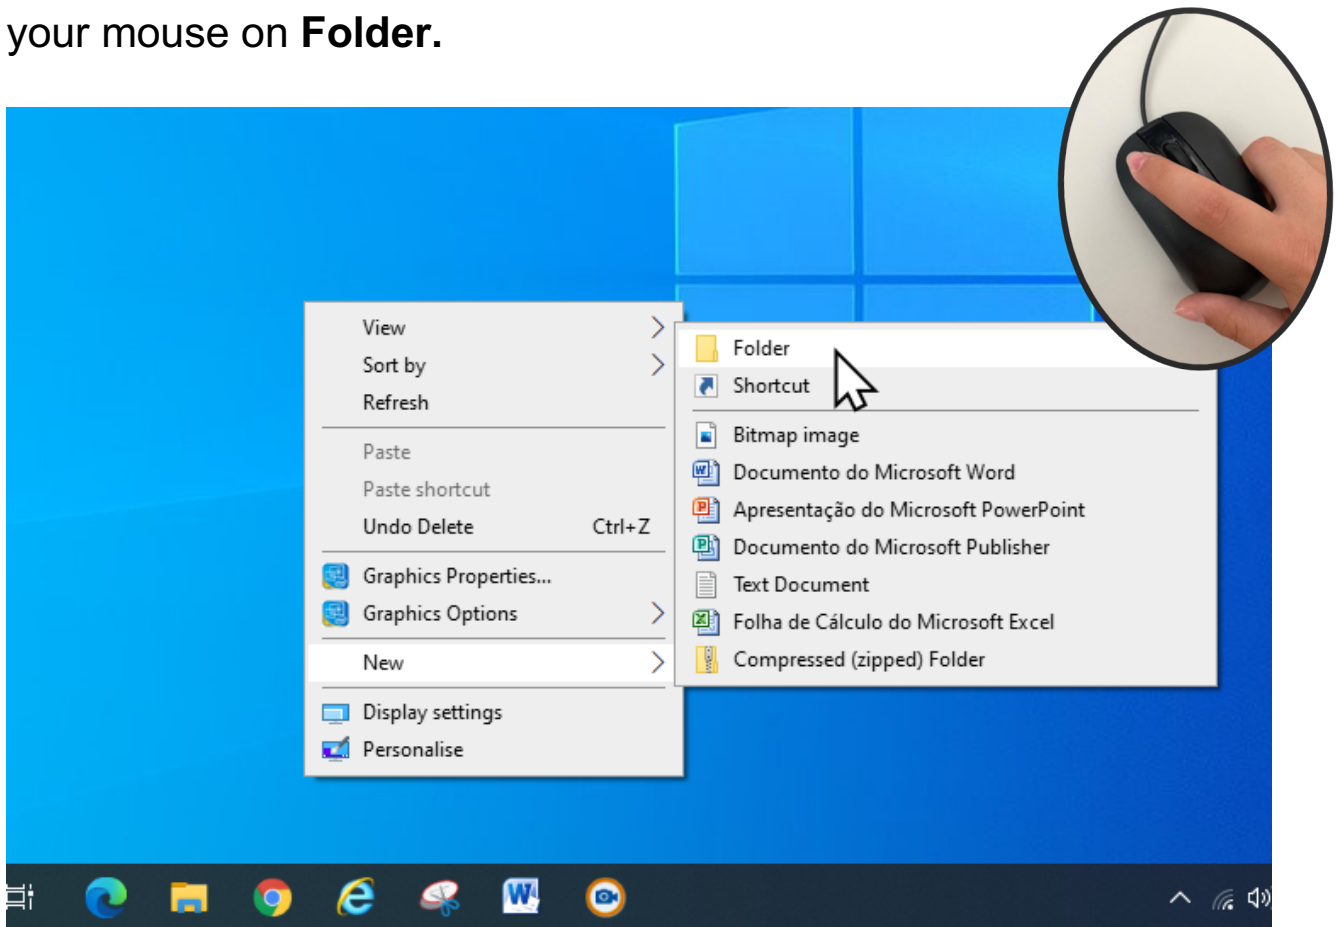 your mouse on Folder.
View
Sort by
Refresh
Paste
Paste shortcut
Undo Delete Ctrl+Z
Graphics Properties...
Graphics Options
New
Display settings
Personalise
Folder
Shortcut
Bitmap image
Documento do Microsoft Word
Apresentação do Microsoft PowerPoint
Documento do Microsoft Publisher
Text Document
Folha de Cálculo do Microsoft Excel
Compressed (zipped) Folder